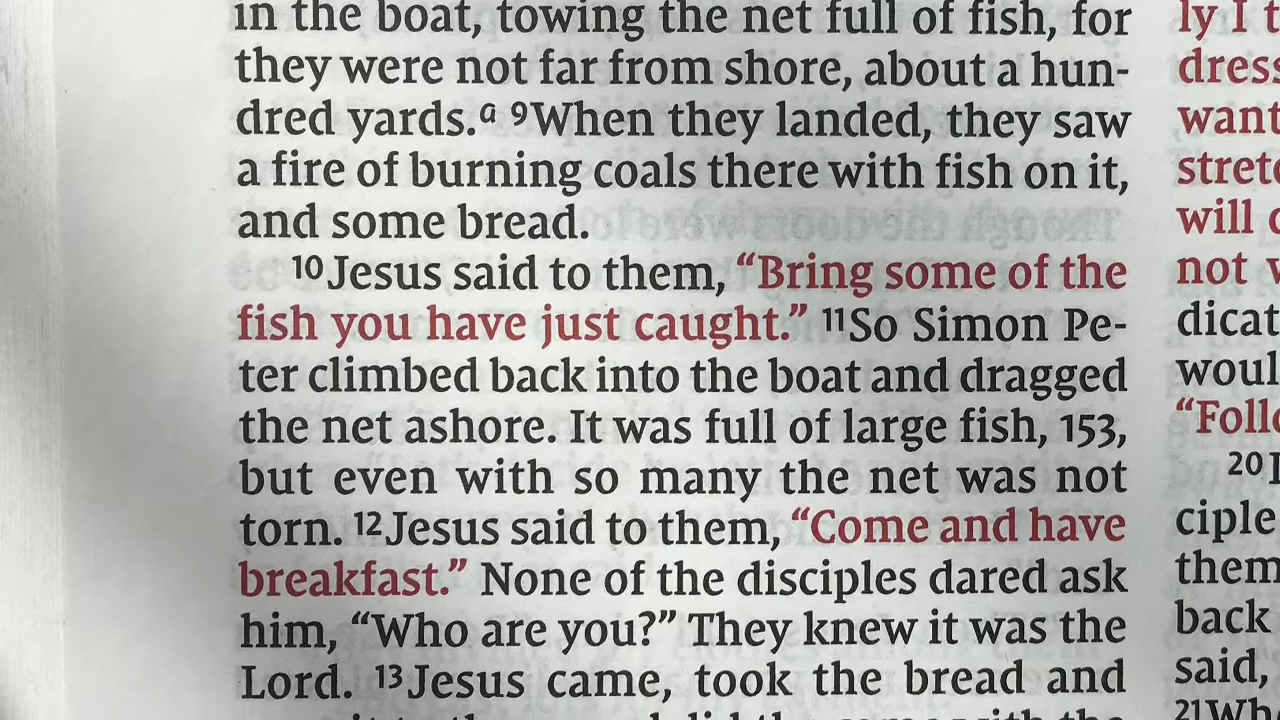 in the boat, towing the net full of fish, for
they were not far from shore, about a hun-
dred yards.a 9When they landed, they saw
a fire of burning coals there with fish on it,
and some bread.
10Jesus said to them, “Bring some of the
fish you have just caught.” 11So Simon Pe-
ter climbed back into the boat and dragged
the net ashore. It was full of large fish, 153,
but even with so many the net was not
torn. 12Jesus said to them, “Come and have
breakfast.” None of the disciples dared ask
him, “Who are you?” They knew it was the
Lord. 13Jesus came, took the bread and
ly I t
dress
want
will
not
dicat
woul
“Follo
20
ciple
them
back
said,